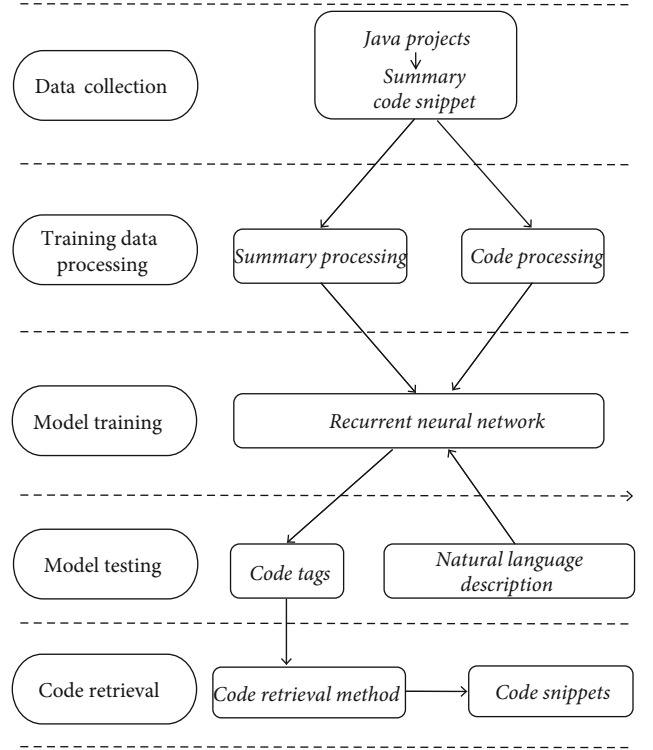 Java projects
Data collection
Summary
code snippet
Training data
processing
Summary processing
Code processing
Model training
Recurrent neural network
Model testing
Code tags
Natural language
description
Code retrieval
Code retrieval method
Code snippets